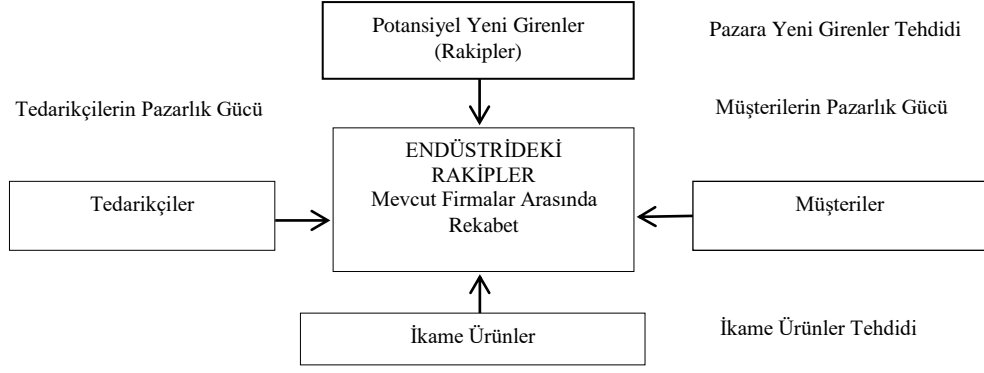 Potansiyel Yeni Girenler
(Rakipler)
Pazara Yeni Girenler Tehdidi
Tedarikçilerin Pazarlık Gücü
Müşterilerin Pazarlık Gücü
ENDÜSTRİDEKİ
RAKİPLER
Mevcut Firmalar Arasında
Rekabet
Tedarikçiler
Müşteriler
İkame Ürünler
İkame Ürünler Tehdidi